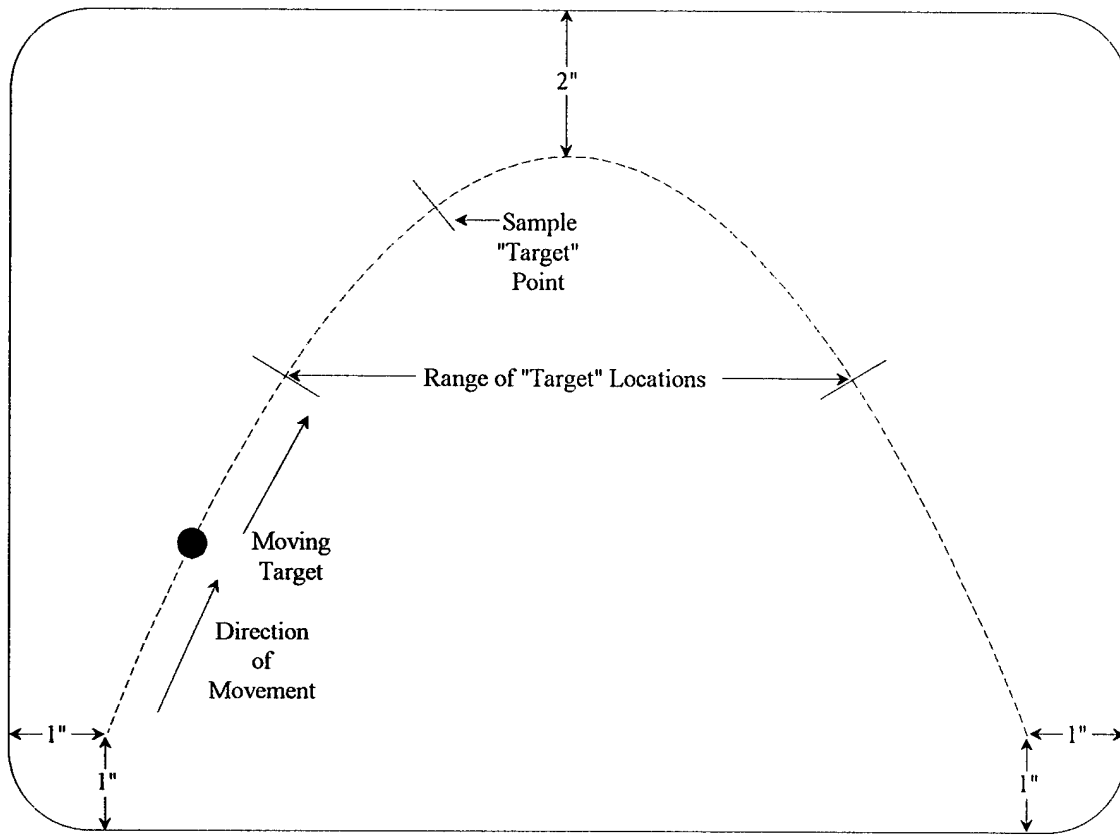 2"
Sample
"Target"
Point
Range of "Target" Locations
Moving
Target
Direction
of
Movement
1"
1"
1"
1"